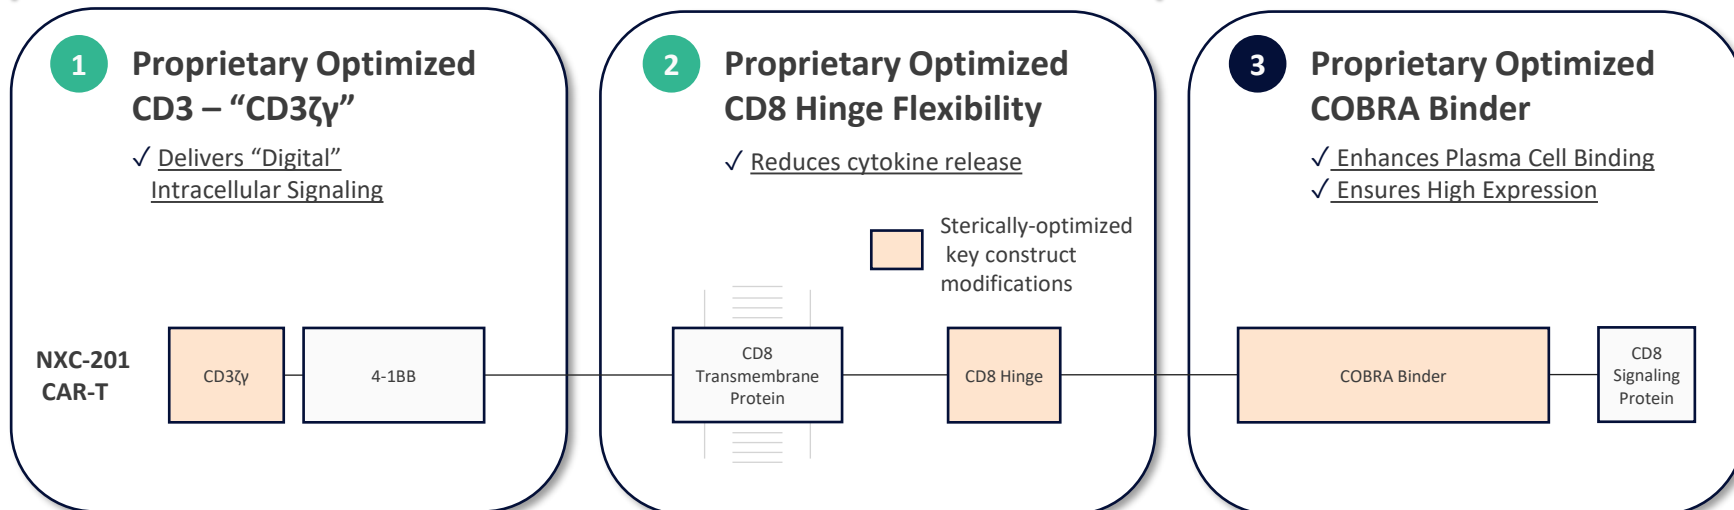 1
Proprietary Optimized
CD3 – “CD3ζγ”
✓ Delivers “Digital”
Intracellular Signaling
2
Proprietary Optimized
CD8 Hinge Flexibility
✓ Reduces cytokine release
Sterically-optimized
key construct
modifications
3
Proprietary Optimized
COBRA Binder
✓ Enhances Plasma Cell Binding
✓ Ensures High Expression
NXC-201
CAR-T
CD3ζγ
4-1BB
CD8
Transmembrane
Protein
CD8 Hinge
COBRA Binder
CD8
Signaling
Protein